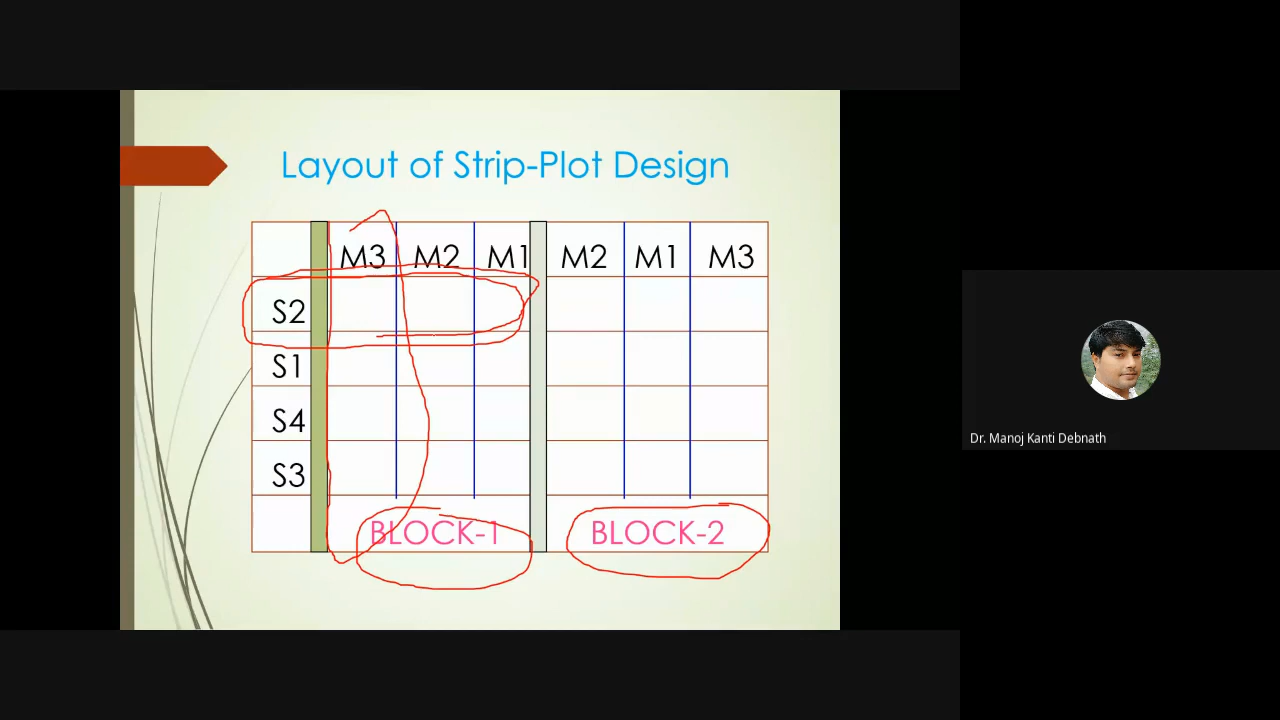 Layout of Strip-Plot Design
M3 M2 M1 M2 M1 M3
S2
S1
S4
S3
BLOCK-1 BLOCK-2
Dr. Manoj Kanti Debnath